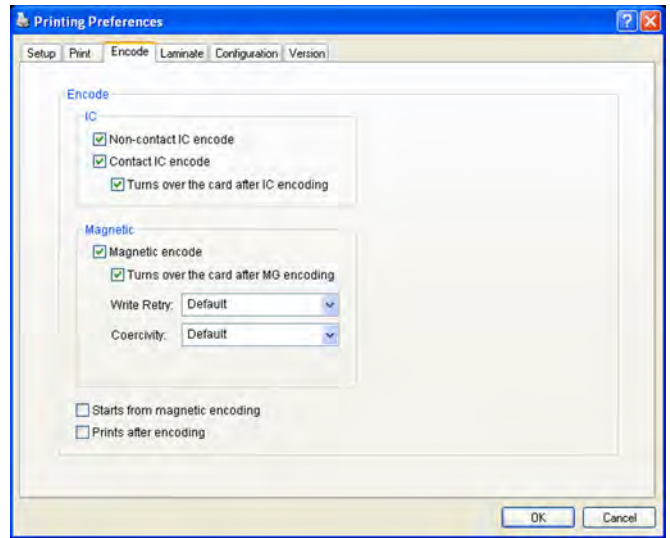 Printing Preferences
Setup Print Encode Laminate Configuration Version
Encode
IC
Non-contact IC encode
Contact IC encode
Turns over the card after IC encoding
Magnetic
Magnetic encode
Turns over the card after MG encoding
Write Retry: Default
Coercivity: Default
Starts from magnetic encoding
Prints after encoding
OK Cancel